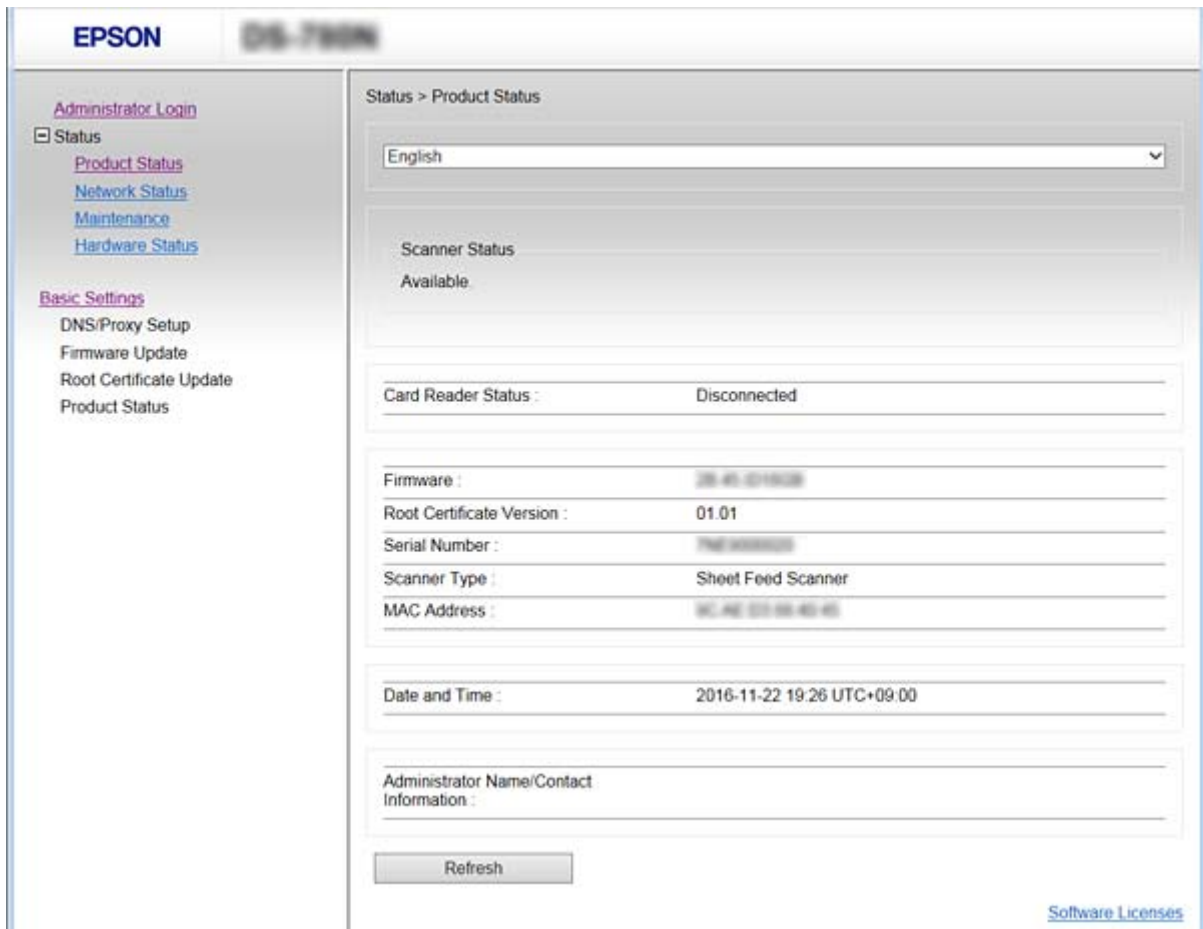 EPSON
Administrator Login
Status
Product Status
Network Status
Maintenance
Hardware Status
Basic Settings
DNS/Proxy Setup
Firmware Update
Root Certificate Update
Product Status
Status > Product Status
English
Scanner Status
Available.
Card Reader Status : Disconnected
Firmware :
Root Certificate Version : 01.01
Serial Number :
Scanner Type : Sheet Feed Scanner
MAC Address :
Date and Time : 2016-11-22 19:26 UTC+09:00
Administrator Name/Contact
Information :
Refresh
Software Licenses